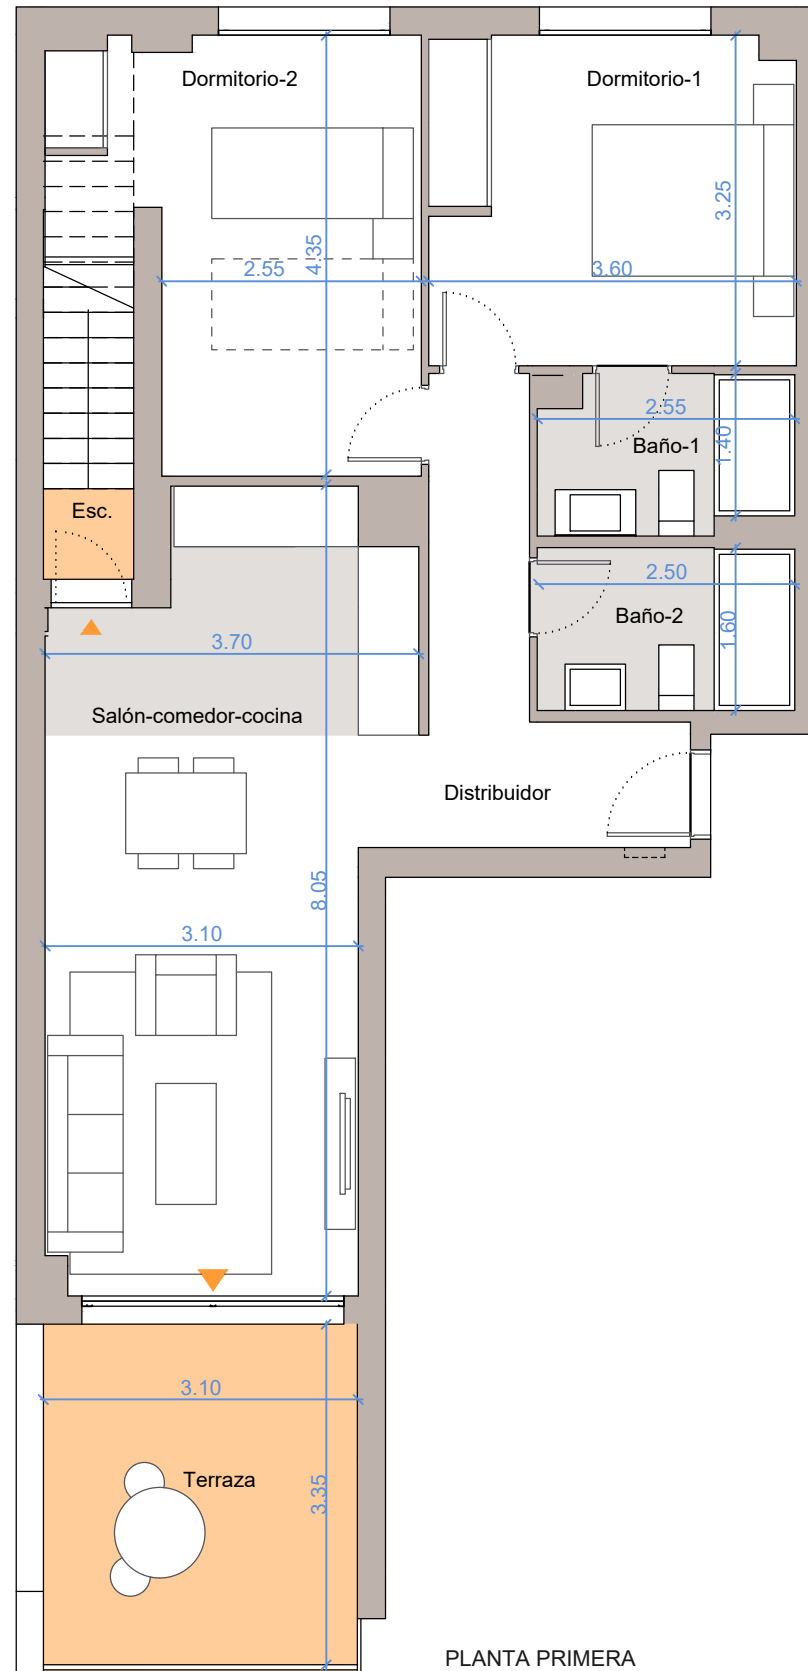 Dormitorio-2
Dormitorio-1
3.25
4.35
2.55
3.60
2.55
1.40
Baño-1
Esc.
2.50
Baño-2
1.60
3.70
Salón-comedor-cocina
Distribuidor
8.05
3.10
3.10
Terraza
3.35
PLANTA PRIMERA